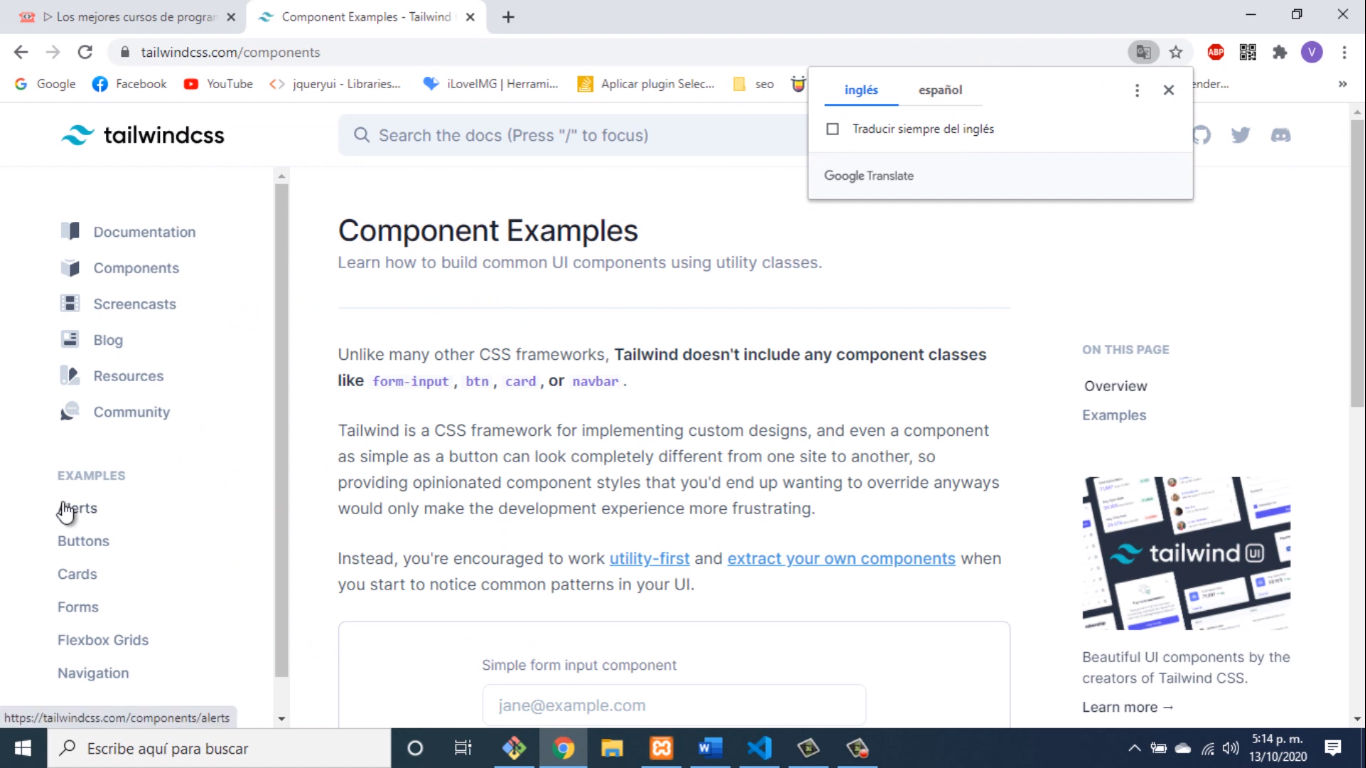 ▷ Los mejores cursos de program
Component Examples - Tailwind
tailwindcss.com/components
Google
Facebook
YouTube
jqueryui - Libraries...
iLoveIMG | Herrami...
Aplicar plugin Selec...
seo
ender...
»
inglés
español
Traducir siempre del inglés
Google Translate
tailwindcss
Search the docs (Press "/" to focus)
Documentation
Components
Screencasts
Blog
Resources
Community
EXAMPLES
Alerts
Buttons
Cards
Forms
Flexbox Grids
Navigation
https://tailwindcss.com/components/alerts
Component Examples
Learn how to build common UI components using utility classes.
Unlike many other CSS frameworks, Tailwind doesn't include any component classes
like form-input, btn, card, or navbar.
Tailwind is a CSS framework for implementing custom designs, and even a component
as simple as a button can look completely different from one site to another, so
providing opinionated component styles that you'd end up wanting to override anyways
would only make the development experience more frustrating.
Instead, you're encouraged to work utility-first and extract your own components when
you start to notice common patterns in your UI.
Simple form input component
jane@example.com
ON THIS PAGE
Overview
Examples
tailwind UI
Beautiful UI components by the
creators of Tailwind CSS.
Learn more →
Escribe aquí para buscar
5:14 p. m.
13/10/2020
ABP
V